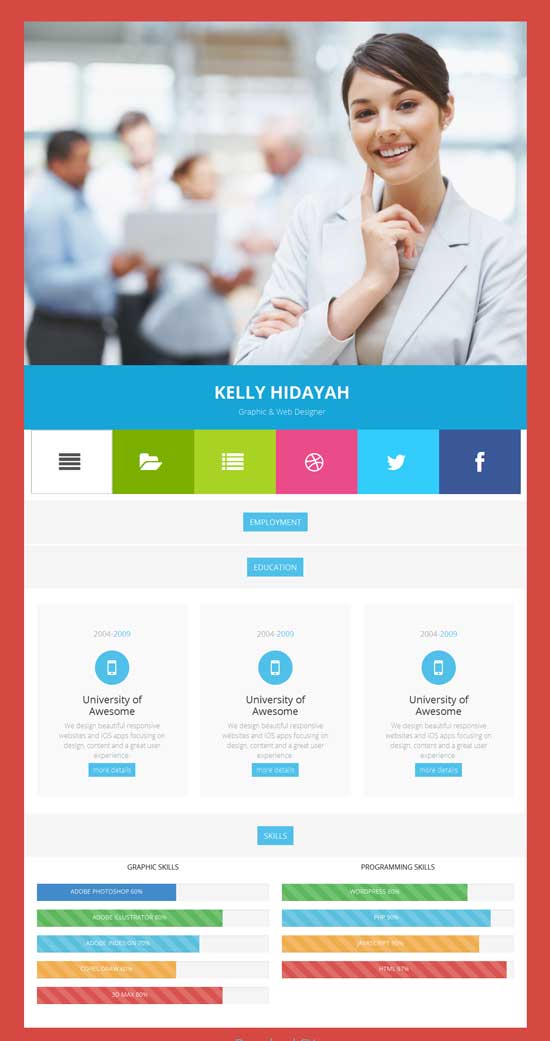 KELLY HIDAYAH
Graphic & Web Designer
EMPLOYMENT
EDUCATION
2004-2009
University of
Awesome
We design beautiful responsive
websites and iOS apps focusing on
design, content and a great user
experience.
more details
2004-2009
University of
Awesome
We design beautiful responsive
websites and iOS apps focusing on
design, content and a great user
experience.
more details
2004-2009
University of
Awesome
We design beautiful responsive
websites and iOS apps focusing on
design, content and a great user
experience.
more details
SKILLS
GRAPHIC SKILLS
ADOBE PHOTOSHOP 60%
ADOBE ILLUSTRATOR 80%
ADOBE INDESIGN 70%
COREL DRAW 60%
3D MAX 80%
PROGRAMMING SKILLS
WORDPRESS 80%
PHP 90%
JAVASCRIPT 90%
HTML 97%